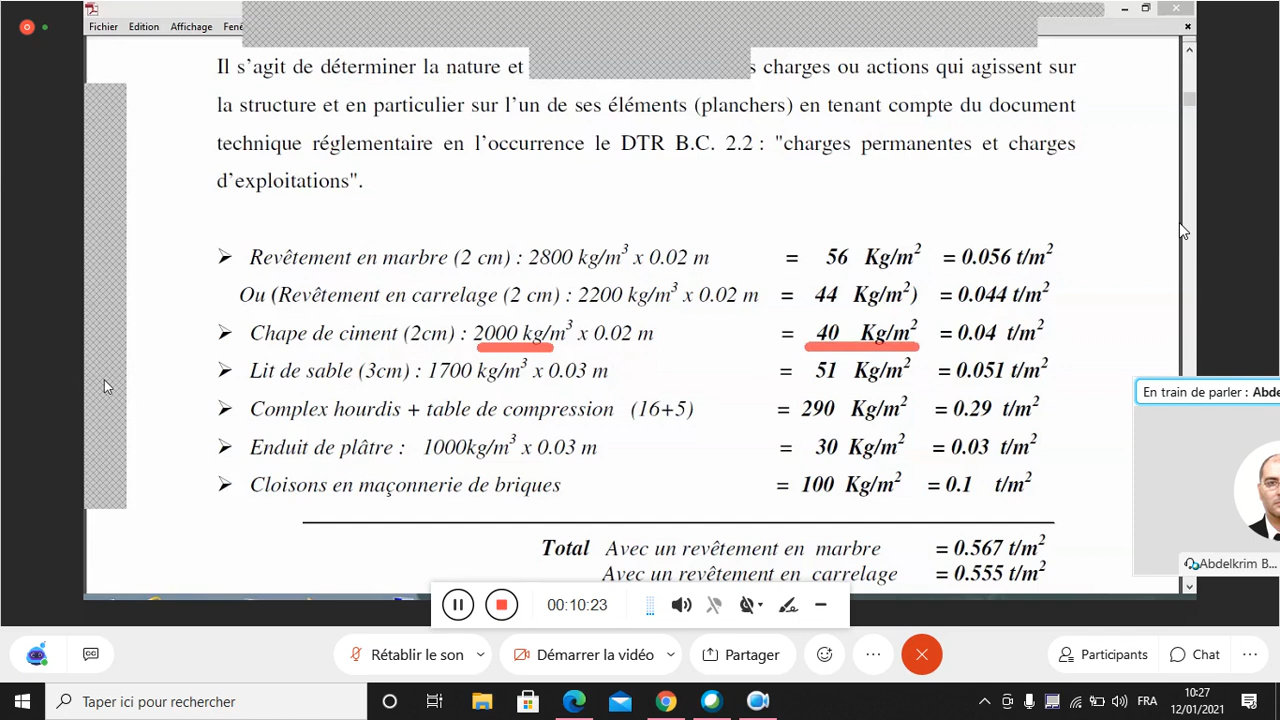 Fichier Edition Affichage Fenê
Il s'agit de déterminer la nature et s charges ou actions qui agissent sur
la structure et en particulier sur l'un de ses éléments (planchers) en tenant compte du document
technique réglementaire en l'occurrence le DTR B.C. 2.2 : "charges permanentes et charges
d'exploitations".
➢ Revêtement en marbre (2 cm) : 2800 kg/m³ x 0.02 m = 56 Kg/m² = 0.056 t/m²
Ou (Revêtement en carrelage (2 cm) : 2200 kg/m³ x 0.02 m = 44 Kg/m²) = 0.044 t/m²
➢ Chape de ciment (2cm) : 2000 kg/m³ x 0.02 m = 40 Kg/m² = 0.04 t/m²
➢ Lit de sable (3cm) : 1700 kg/m³ x 0.03 m = 51 Kg/m² = 0.051 t/m²
➢ Complex hourdis + table de compression (16+5) = 290 Kg/m² = 0.29 t/m²
➢ Enduit de plâtre : 1000kg/m³ x 0.03 m = 30 Kg/m² = 0.03 t/m²
➢ Cloisons en maçonnerie de briques = 100 Kg/m² = 0.1 t/m²
Total Avec un revêtement en marbre = 0.567 t/m²
Avec un revêtement en carrelage = 0.555 t/m²
En train de parler : Abde
Abdelkrim B...
00:10:23
Rétablir le son Démarrer la vidéo Partager Participants Chat
Taper ici pour rechercher
FRA
10:27
12/01/2021